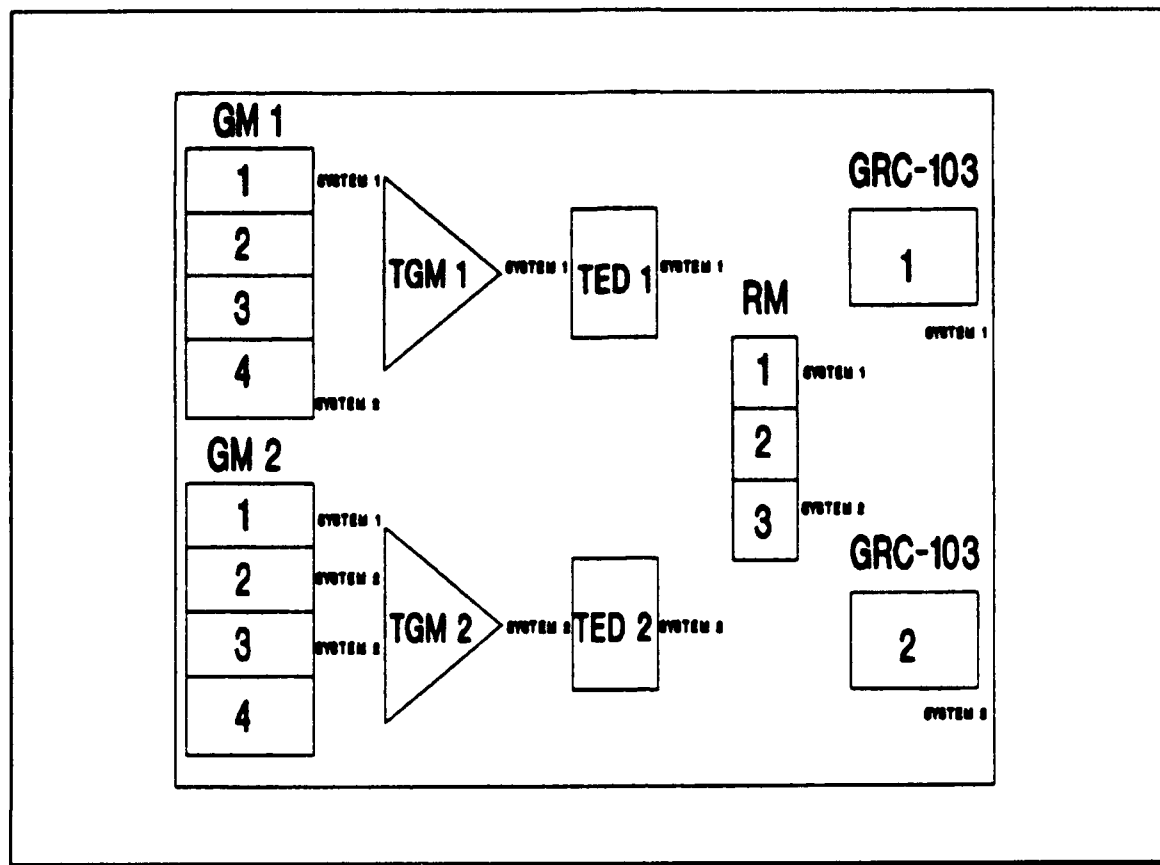 GM 1
1 SYSTEM 1
2
3
4
SYSTEM 2
TGM 1
SYSTEM 1
TED 1
SYSTEM 1
GRC-103
1
SYSTEM 1
RM
1 SYSTEM 1
2
3 SYSTEM 2
GM 2
1 SYSTEM 1
2 SYSTEM 2
3 SYSTEM 2
4
TGM 2
SYSTEM 2
TED 2
SYSTEM 2
GRC-103
2
SYSTEM 2